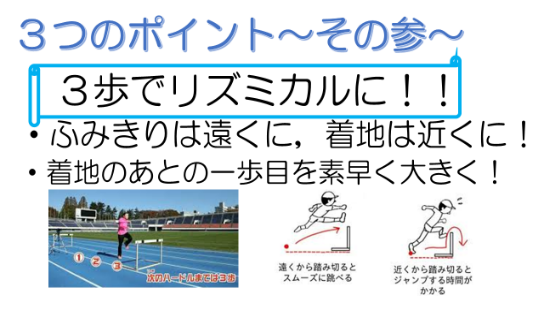 ３つのポイント～その参～
３歩でリズミカルに！！
・ふみきりは遠くに，着地は近くに！
・着地のあとの一歩目を素早く大きく！
① ② ③
次のハードルまでは３歩
遠くから踏み切ると
スムーズに跳べる
近くから踏み切ると
ジャンプする時間が
かかる